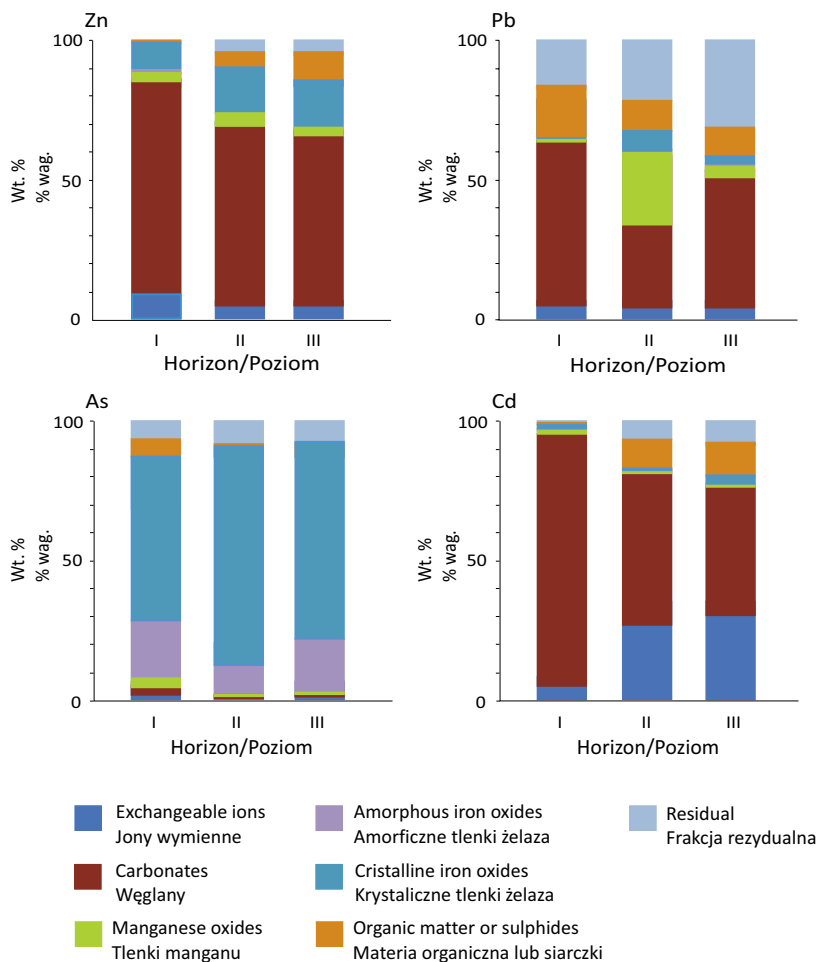 Zn
100
50
0
Wt. %
% wag.
I
II
III
Horizon/Poziom
Pb
100
50
0
Wt. %
% wag.
I
II
III
Horizon/Poziom
As
100
50
0
Wt. %
% wag.
I
II
III
Horizon/Poziom
Cd
100
50
0
Wt. %
% wag.
I
II
III
Horizon/Poziom
Exchangeable ions
Jony wymienne
Carbonates
Węglany
Manganese oxides
Tlenki manganu
Amorphous iron oxides
Amorficzne tlenki żelaza
Cristalline iron oxides
Krystaliczne tlenki żelaza
Organic matter or sulphides
Materia organiczna lub siarczki
Residual
Frakcja rezydualna